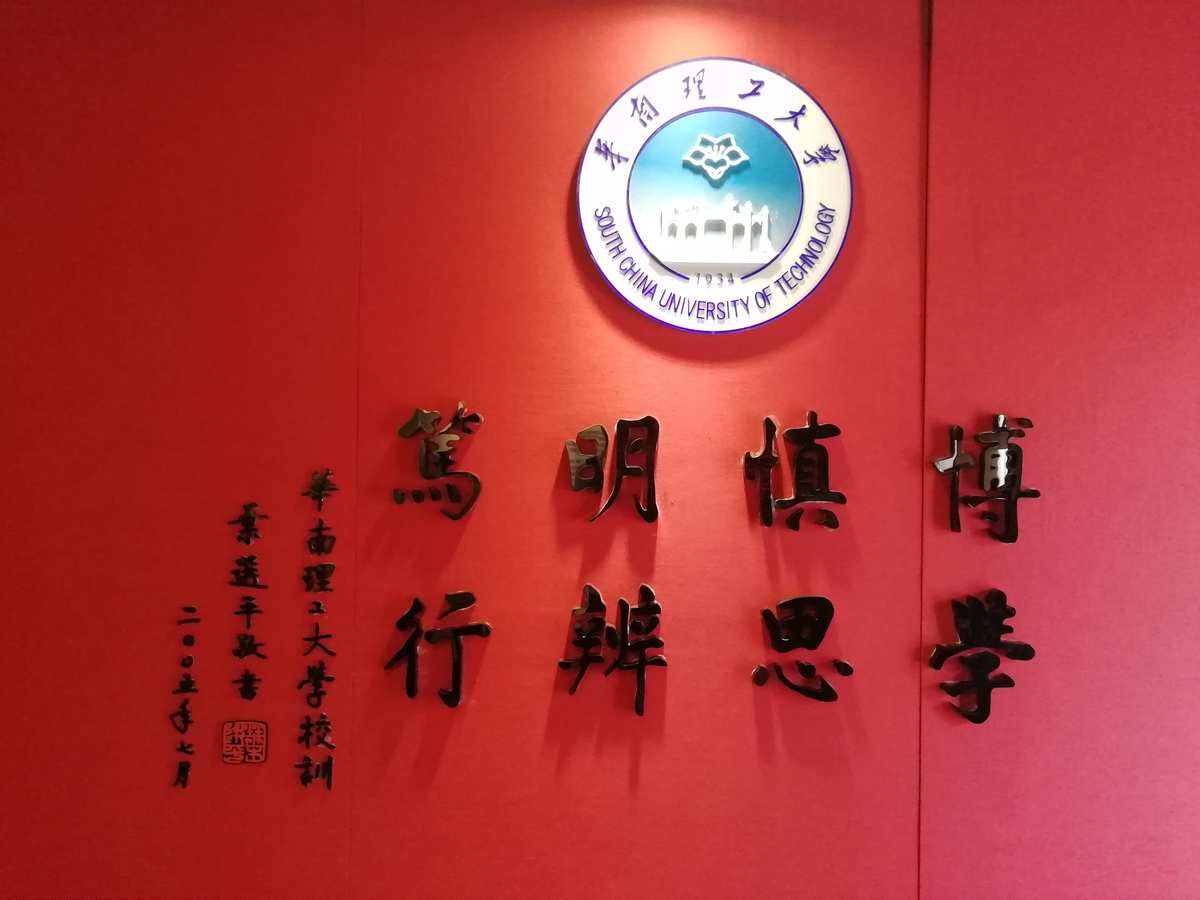 華南理工大學
SOUTH CHINA UNIVERSITY OF TECHNOLOGY
1934
博學
慎思
明辨
篤行
華南理工大學校訓
葉選平敬書
二〇〇五年七月